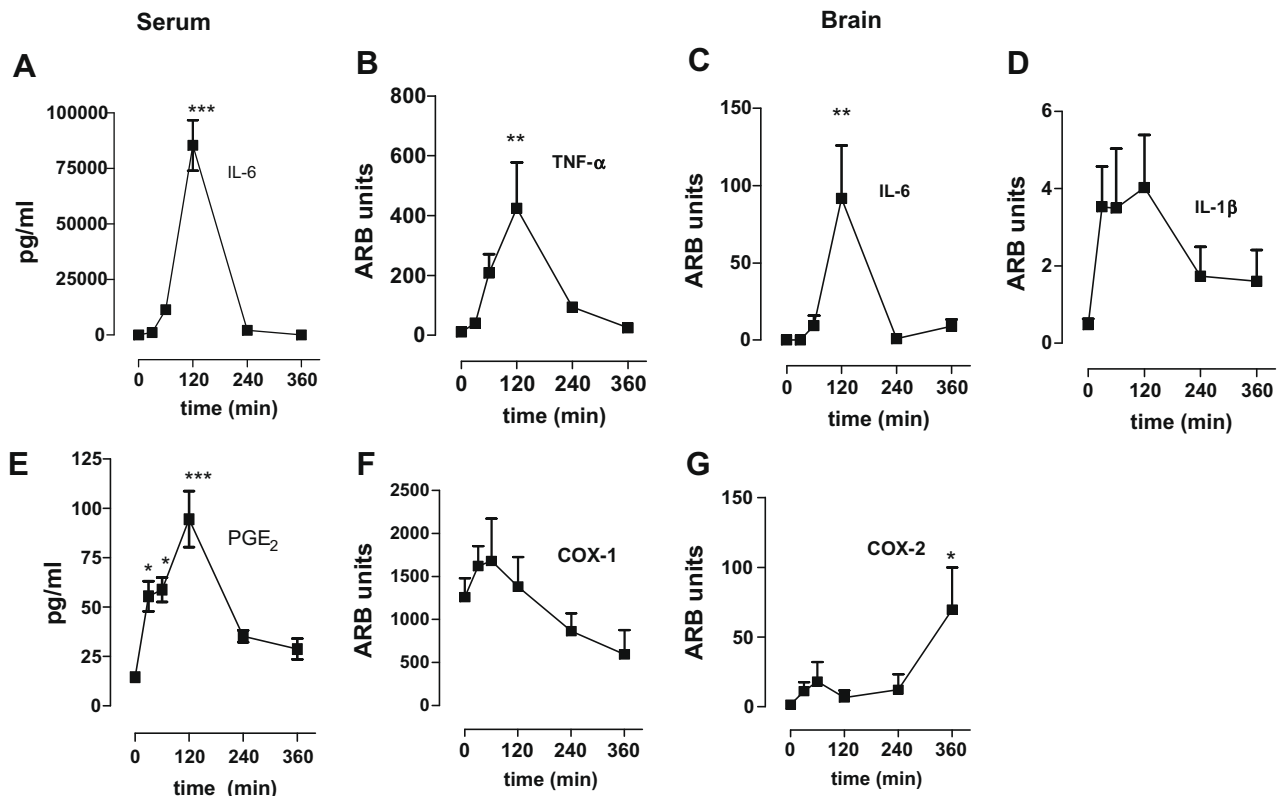 Serum
Brain
A
100000
75000
50000
25000
0
pg/ml
***
IL-6
0 120 240 360
time (min)
B
800
600
400
200
0
ARB units
**
TNF-α
0 120 240 360
time (min)
C
150
100
50
0
ARB units
**
IL-6
0 120 240 360
time (min)
D
6
4
2
0
ARB units
IL-1β
0 120 240 360
time (min)
E
125
100
75
50
25
0
pg/ml
***
* *
PGE₂
0 120 240 360
time (min)
F
2500
2000
1500
1000
500
0
ARB units
COX-1
0 120 240 360
time (min)
G
150
100
50
0
ARB units
COX-2
*
0 120 240 360
time (min)